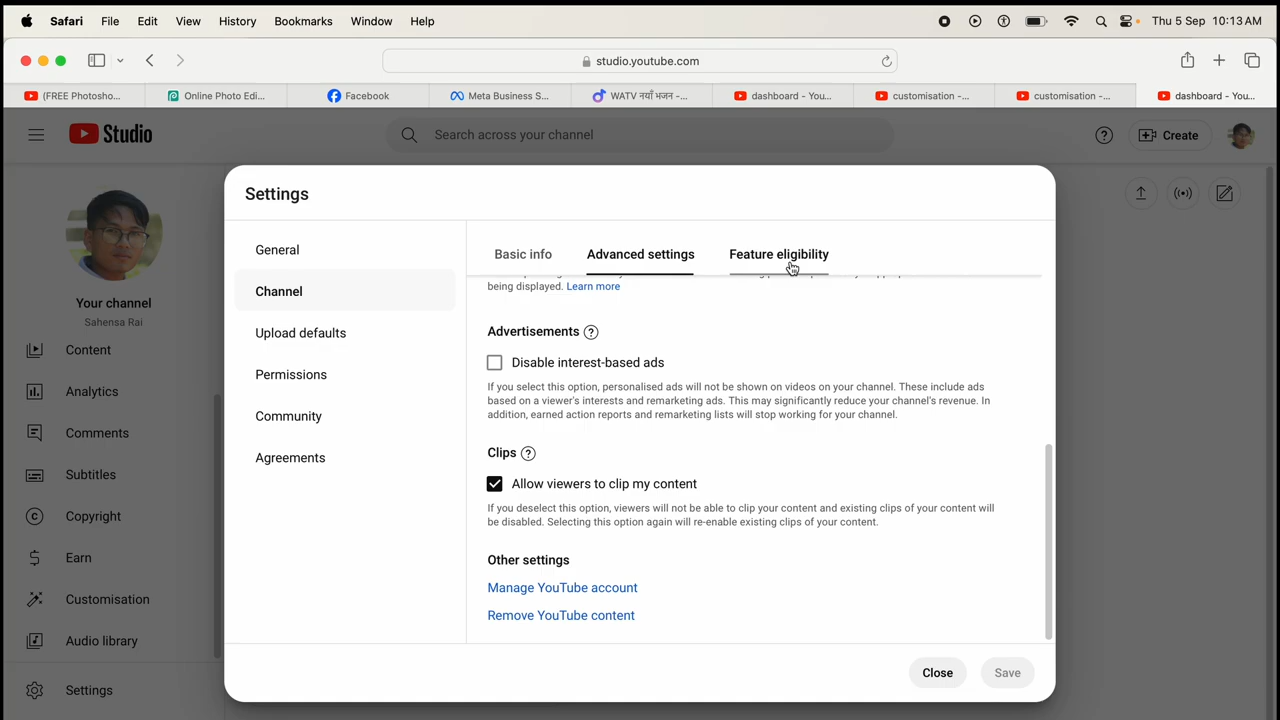 Safari File Edit View History Bookmarks Window Help Thu 5 Sep 10:13 AM
studio.youtube.com
(FREE Photosho... Online Photo Edi... Facebook Meta Business S... WATV नयाँ भजन -... dashboard - You... customisation -... customisation -... dashboard - You...
Studio Search across your channel Create
Settings
Your channel
Sahensa Rai
Content
Analytics
Comments
Subtitles
Copyright
Earn
Customisation
Audio library
Settings
General
Channel
Upload defaults
Permissions
Community
Agreements
Basic info Advanced settings Feature eligibility
being displayed. Learn more
Advertisements
Disable interest-based ads
If you select this option, personalised ads will not be shown on videos on your channel. These include ads
based on a viewer's interests and remarketing ads. This may significantly reduce your channel's revenue. In
addition, earned action reports and remarketing lists will stop working for your channel.
Clips
Allow viewers to clip my content
If you deselect this option, viewers will not be able to clip your content and existing clips of your content will
be disabled. Selecting this option again will re-enable existing clips of your content.
Other settings
Manage YouTube account
Remove YouTube content
Close Save